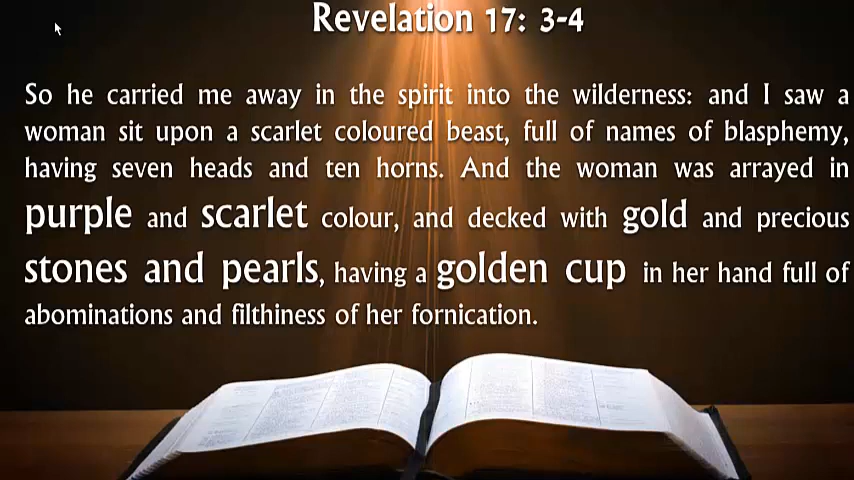 Revelation 17: 3-4
So he carried me away in the spirit into the wilderness: and I saw a
woman sit upon a scarlet coloured beast, full of names of blasphemy,
having seven heads and ten horns. And the woman was arrayed in
purple and scarlet colour, and decked with gold and precious
stones and pearls, having a golden cup in her hand full of
abominations and filthiness of her fornication.